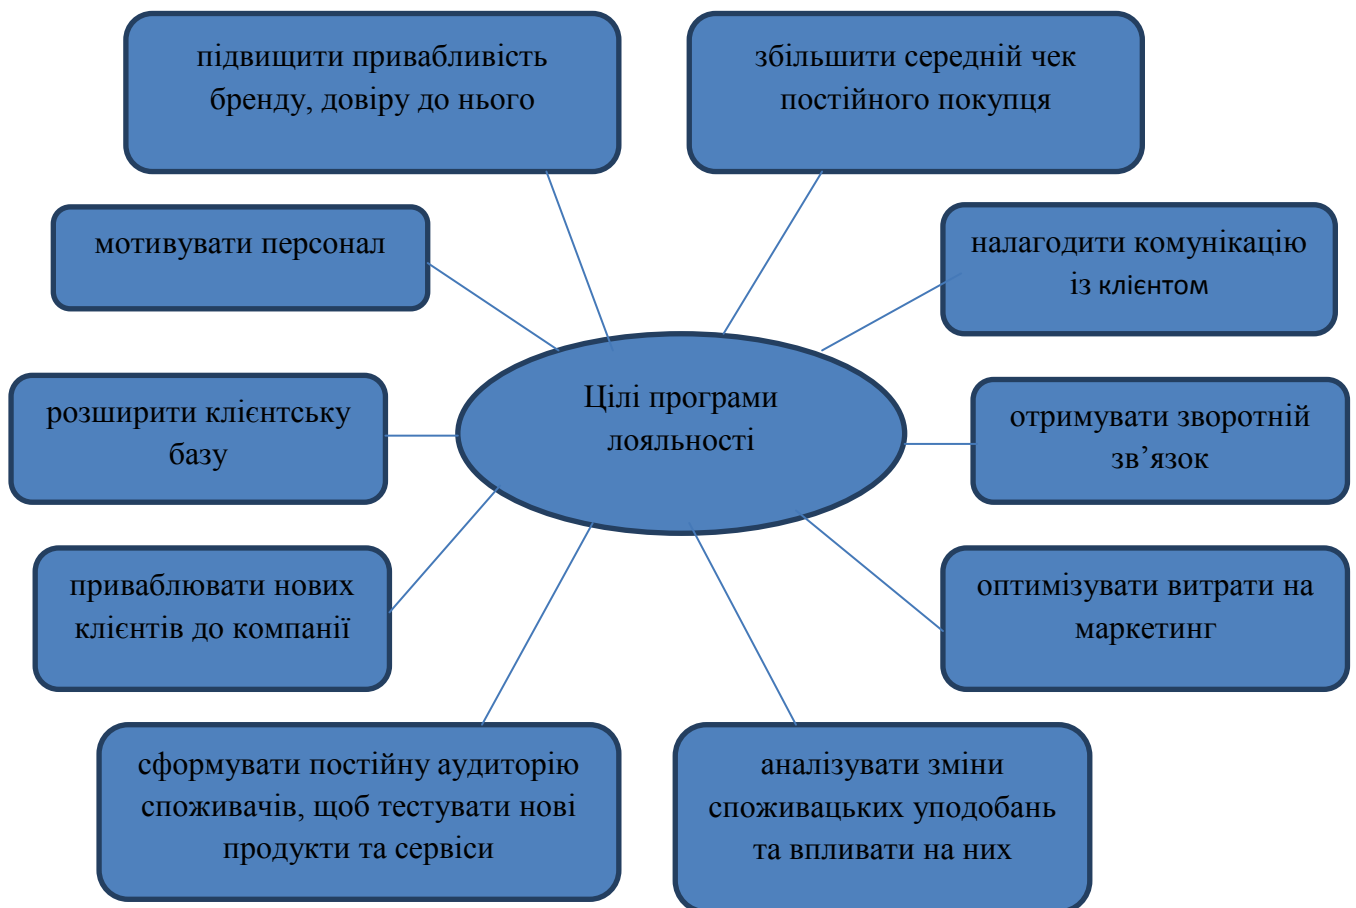 підвищити привабливість
бренду, довіру до нього
збільшити середній чек
постійного покупця
мотивувати персонал
налагодити комунікацію
із клієнтом
Цілі програми
лояльності
розширити клієнтську
базу
отримувати зворотній
зв’язок
приваблювати нових
клієнтів до компанії
оптимізувати витрати на
маркетинг
сформувати постійну аудиторію
споживачів, щоб тестувати нові
продукти та сервіси
аналізувати зміни
споживацьких уподобань
та впливати на них